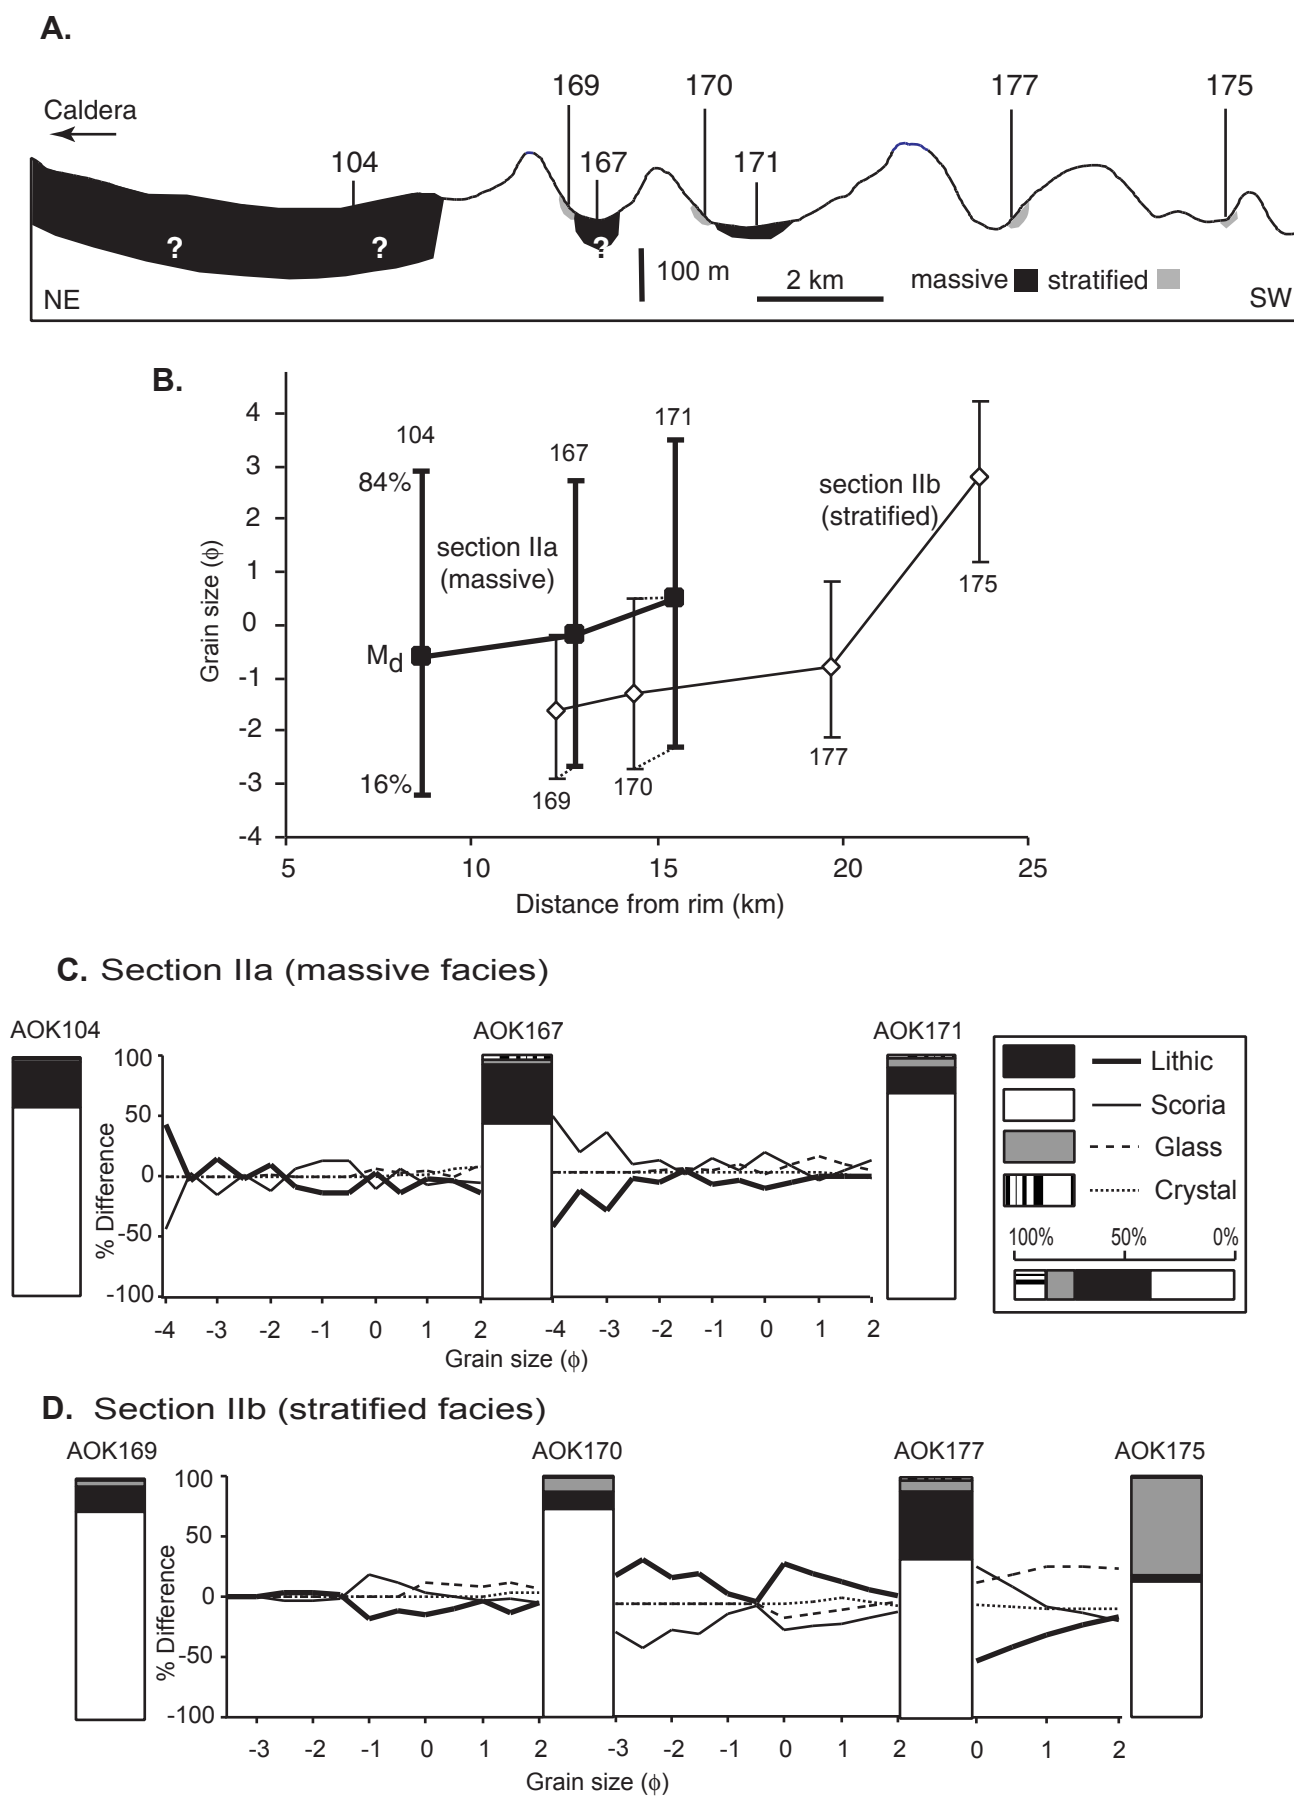 A.
169 170 177 175
Caldera
104 167 171
? ? ?
100 m
2 km
massive stratified
NE SW
B.
4
3
2
1
0
-1
-2
-3
-4
Grain size (ϕ)
104
167
171
84%
section IIa
(massive)
section IIb
(stratified)
Md
16%
169
170
177
175
5 10 15 20 25
Distance from rim (km)
C. Section IIa (massive facies)
AOK104 AOK167 AOK171
100
50
0
-50
-100
% Difference
-4 -3 -2 -1 0 1 2 -4 -3 -2 -1 0 1 2
Grain size (ϕ)
Lithic
Scoria
Glass
Crystal
100% 50% 0%
D. Section IIb (stratified facies)
AOK169 AOK170 AOK177 AOK175
100
50
0
-50
-100
% Difference
-3 -2 -1 0 1 2 -3 -2 -1 0 1 2 0 1 2
Grain size (ϕ)